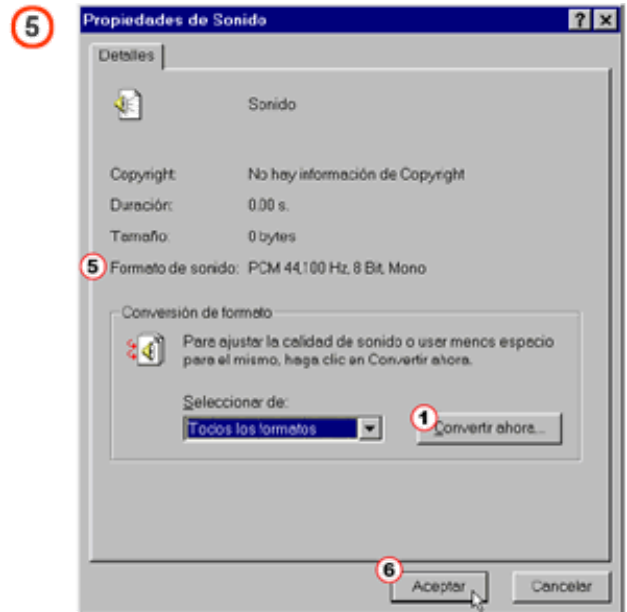 5
Propiedades de Sonido
Detalles
Sonido
Copyright: No hay información de Copyright
Duración: 0.00 s.
Tamaño: 0 bytes
5 Formato de sonido: PCM 44,100 Hz, 8 Bit, Mono
Conversión de formato
Para ajustar la calidad de sonido o usar menos espacio
para el mismo, haga clic en Convertir ahora.
Seleccionar de:
Todos los formatos
1 Convertir ahora...
6
Aceptar
Cancelar